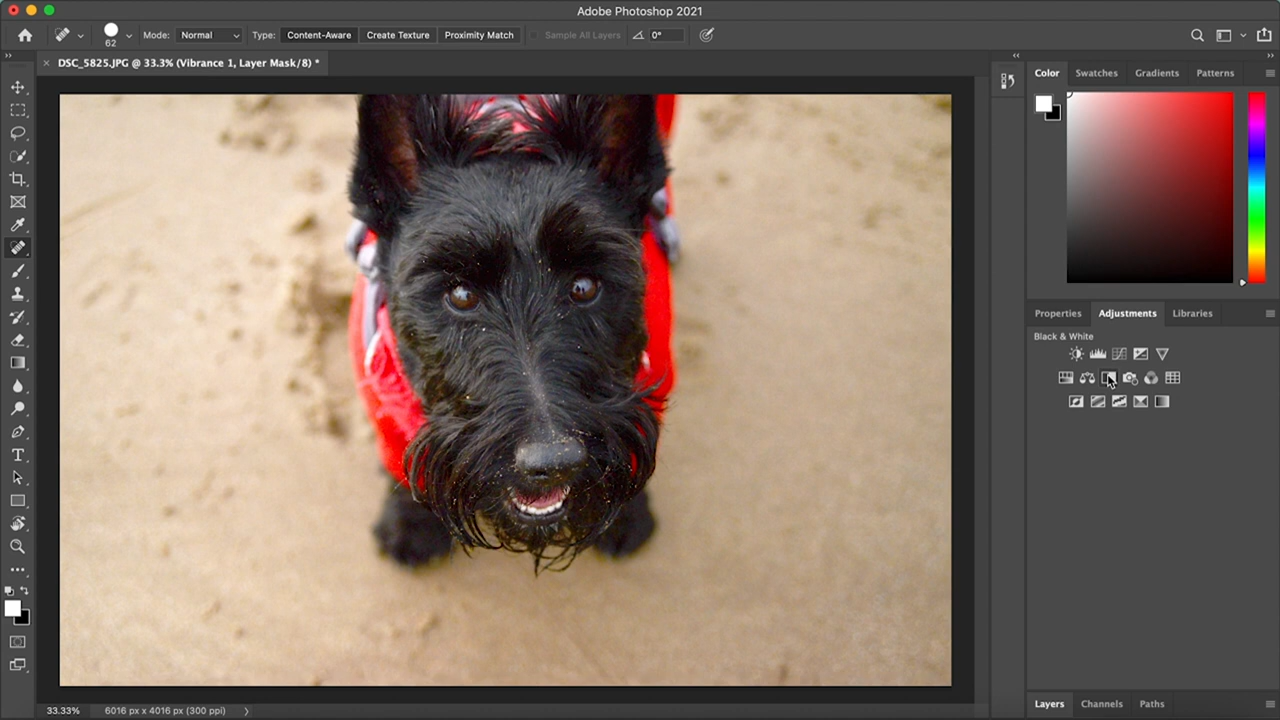 Adobe Photoshop 2021
62
Mode: Normal
Type: Content-Aware Create Texture Proximity Match
Sample All Layers
0°
DSC_5825.JPG @ 33.3% (Vibrance 1, Layer Mask/8) *
Color Swatches Gradients Patterns
Properties Adjustments Libraries
Black & White
33.33% 6016 px x 4016 px (300 ppi)
Layers Channels Paths